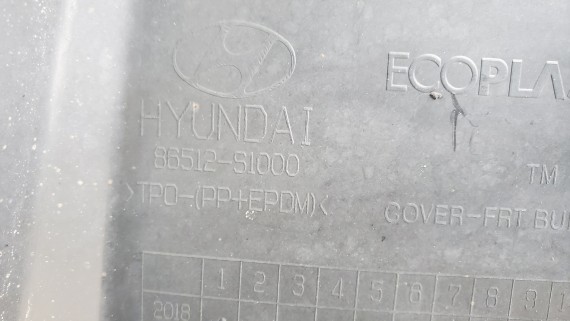 HYUNDAI ECOPLA
86512-S1000
TM
>TPO-(PP+EPDM)< COVER-FRT BU
1 2 3 4 5 6 7 8 9 1
2018